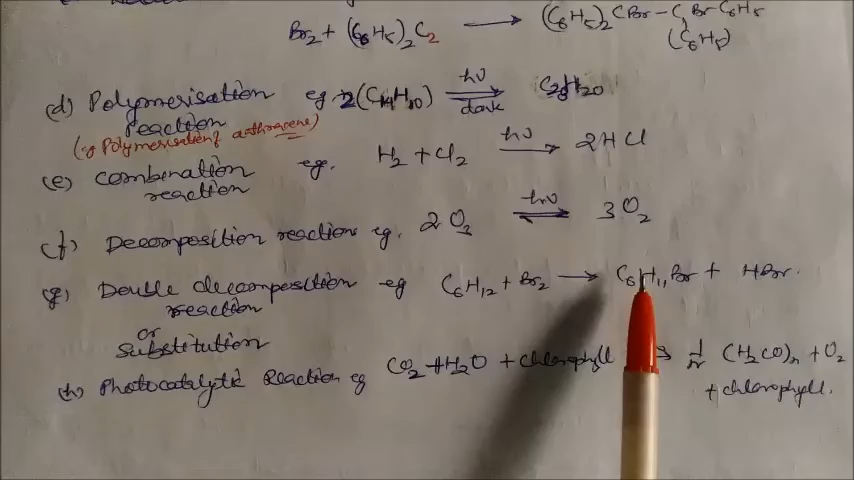 Br2 + (C6H5)2C2 → (C6H5)2 CBr - C, Br C6H5
(C6H5)
(d) Polymerisation reaction eg 2(C14H10) hν ⇌ dark C28H20
(eg Polymerisation of anthracene)
(e) combination reaction eg. H2 + Cl2 hν → 2HCl
(f) Decomposition reaction eg. 2O3 hν ⇌ 3O2
(g) Double decomposition reaction eg C6H12 + Br2 → C6H11Br + HBr.
or
substitution
(h) Photocatalytic Reaction eg CO2 + H2O + chlorophyll → 1/n (H2CO)n + O2
+ chlorophyll.